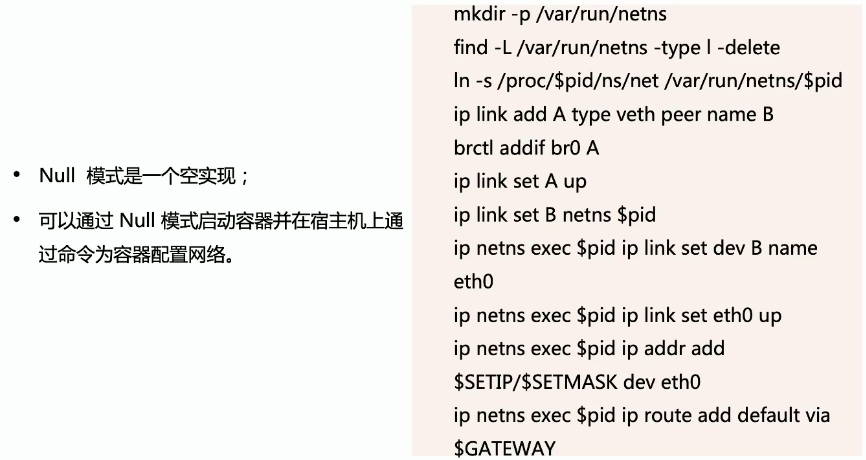 • Null 模式是一个空实现；
• 可以通过 Null 模式启动容器并在宿主机上通
过命令为容器配置网络。
mkdir -p /var/run/netns
find -L /var/run/netns -type l -delete
ln -s /proc/$pid/ns/net /var/run/netns/$pid
ip link add A type veth peer name B
brctl addif br0 A
ip link set A up
ip link set B netns $pid
ip netns exec $pid ip link set dev B name
eth0
ip netns exec $pid ip link set eth0 up
ip netns exec $pid ip addr add
$SETIP/$SETMASK dev eth0
ip netns exec $pid ip route add default via
$GATEWAY